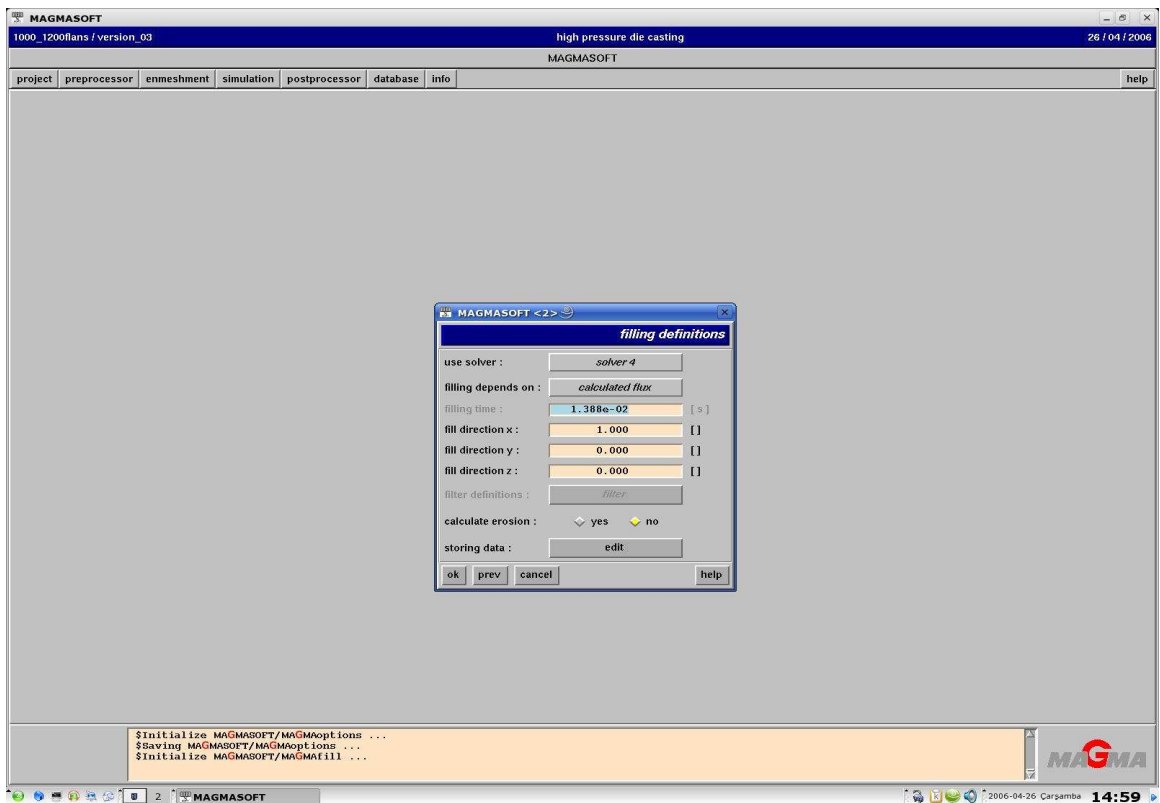 MAGMASOFT
1000_1200flans / version_03 high pressure die casting 26 / 04 / 2006
MAGMASOFT
project preprocessor enmeshment simulation postprocessor database info help
MAGMASOFT <2>
filling definitions
use solver : solver 4
filling depends on : calculated flux
filling time : 1.388e-02 [ s ]
fill direction x : 1.000 []
fill direction y : 0.000 []
fill direction z : 0.000 []
filter definitions : filter
calculate erosion : yes no
storing data : edit
ok prev cancel help
$Initialize MAGMASOFT/MAGMAoptions ...
$Saving MAGMASOFT/MAGMAoptions ...
$Initialize MAGMASOFT/MAGMAfill ...
MAGMA
2 MAGMASOFT 2006-04-26 Çarşamba 14:59